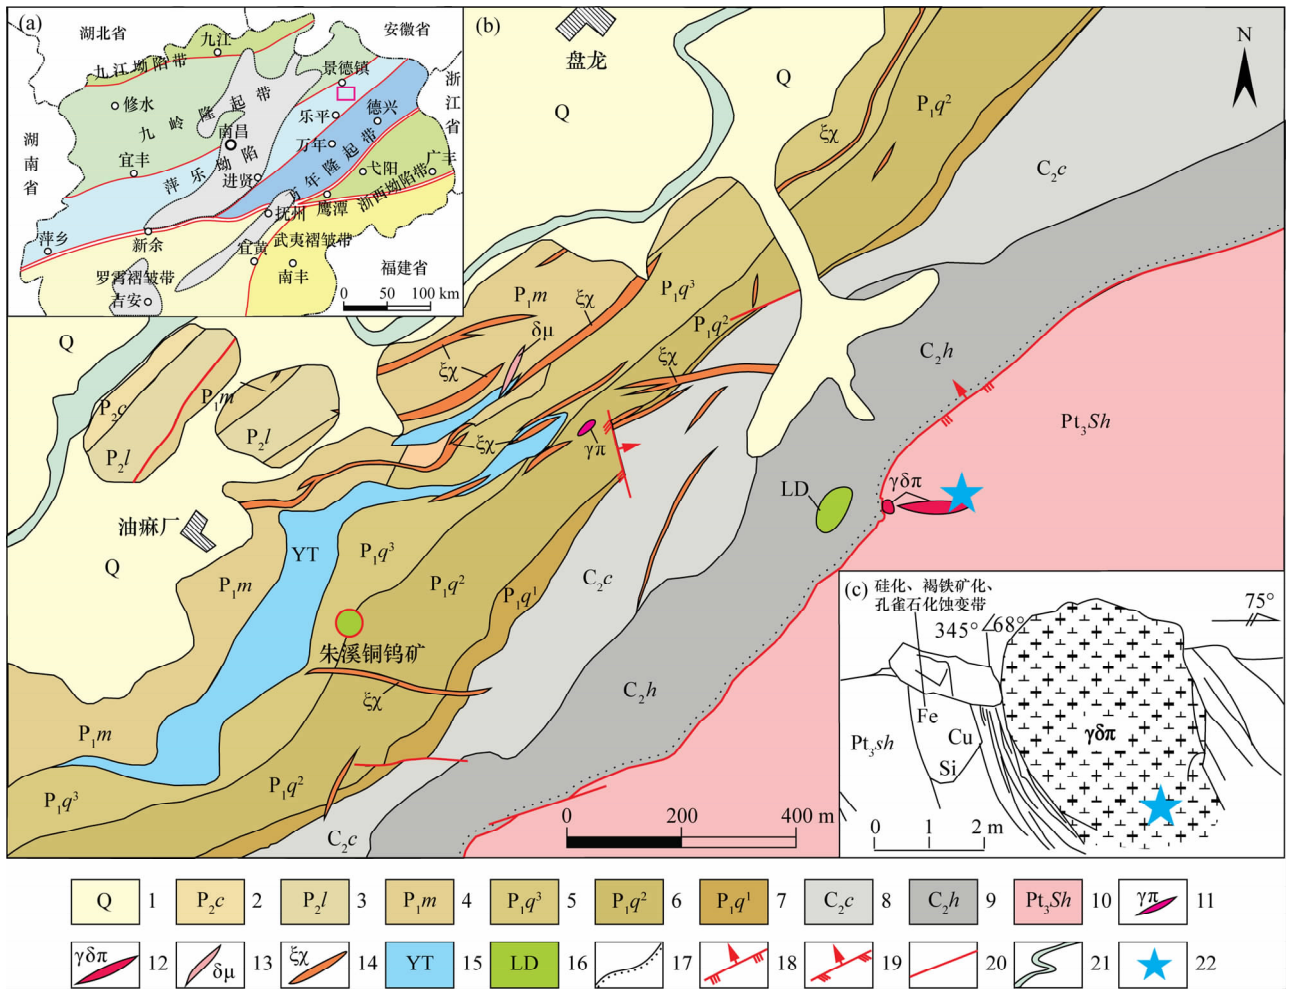 (a)
湖北省
安徽省
九江
九江坳陷带
景德镇
浙江省
修水
九岭隆起带
乐平
德兴
湖南省
南昌
宜丰
万年
萍乐坳陷
进贤
万年隆起带
弋阳
广丰
浙西坳陷带
抚州
鹰潭
萍乡
新余
宜黄
武夷褶皱带
南丰
罗霄褶皱带
吉安
福建省
0 50 100 km
(b)
盘龙
Q
Q
N
P₁q²
ξχ
C₂c
P₁q³
P₁m
ξχ
δμ
P₁q²
ξχ
C₂h
Q
ξχ
P₂c
P₁m
P₂l
P₂l
ξχ
γπ
Pt₃Sh
LD
γδπ
油痲厂
YT
P₁q³
Q
P₁m
P₁q²
P₁q¹
C₂c
朱溪铜钨矿
ξχ
C₂h
P₁m
P₁q³
P₁q²
C₂c
0 200 400 m
(c)
硅化、褐铁矿化、
孔雀石化蚀变带
345°∠68°
75°
Fe
Cu
Si
Pt₃sh
γδπ
0 1 2 m
Q 1 P₂c 2 P₂l 3 P₁m 4 P₁q³ 5 P₁q² 6 P₁q¹ 7 C₂c 8 C₂h 9 Pt₃Sh 10 γπ 11
γδπ 12 δμ 13 ξχ 14 YT 15 LD 16 17 18 19 20 21 22